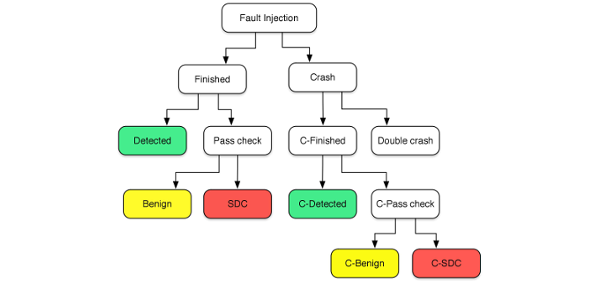 Fault Injection
Finished
Crash
Detected
Pass check
C-Finished
Double crash
Benign
SDC
C-Detected
C-Pass check
C-Benign
C-SDC